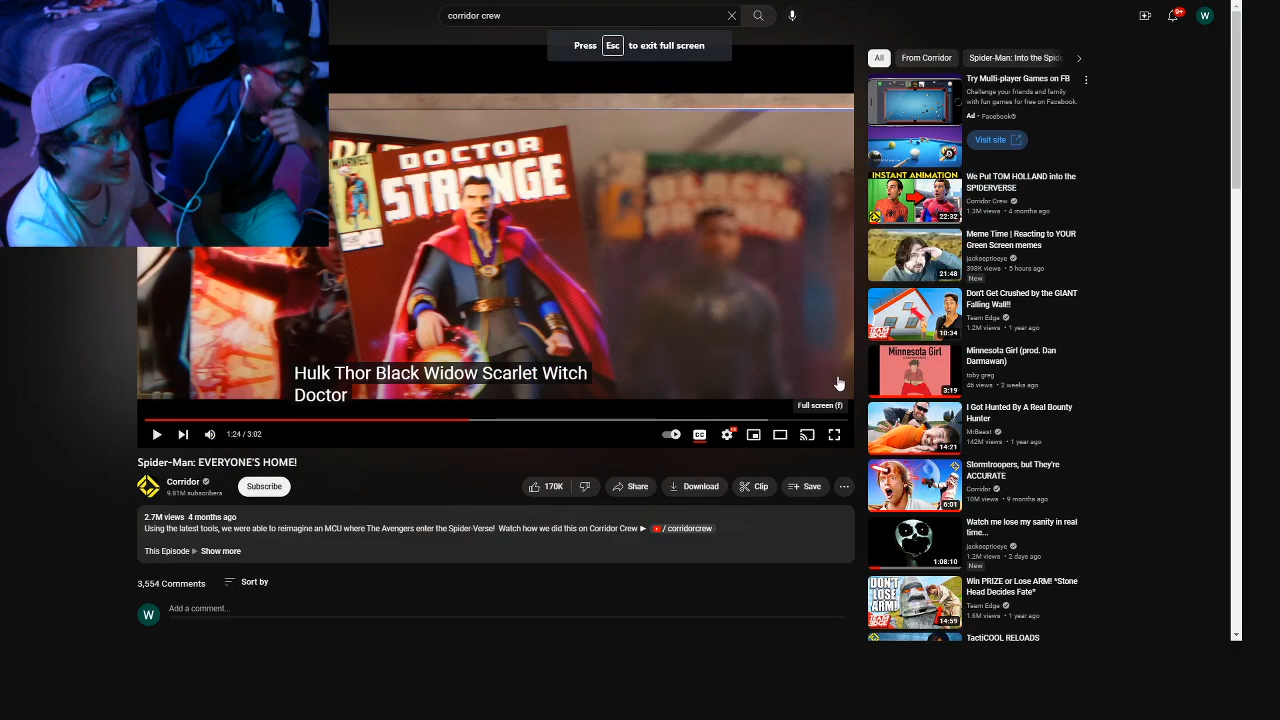 corridor crew
Press Esc to exit full screen
9+
W
All
From Corridor
Spider-Man: Into the Spide
DOCTOR
STRANGE
MARVEL
BLACK
Hulk Thor Black Widow Scarlet Witch
Doctor
Full screen (f)
1:24 / 3:02
CC
Spider-Man: EVERYONE'S HOME!
Corridor
9.81M subscribers
Subscribe
170K
Share
Download
Clip
Save
2.7M views 4 months ago
Using the latest tools, we were able to reimagine an MCU where The Avengers enter the Spider-Verse! Watch how we did this on Corridor Crew ► / corridorcrew
This Episode ► Show more
3,554 Comments
Sort by
W
Add a comment...
Try Multi-player Games on FB
Challenge your friends and family
with fun games for free on Facebook.
Ad · Facebook®
Visit site
INSTANT ANIMATION
22:32
We Put TOM HOLLAND into the
SPIDERVERSE
Corridor Crew
1.3M views · 4 months ago
21:48
Meme Time | Reacting to YOUR
Green Screen memes
jacksepticeye
398K views · 5 hours ago
New
TEAM EDGE
10:34
Don't Get Crushed by the GIANT
Falling Wall!!
Team Edge
1.2M views · 1 year ago
Minnesota Girl
3:19
Minnesota Girl (prod. Dan
Darmawan)
toby greg
46 views · 2 weeks ago
14:21
I Got Hunted By A Real Bounty
Hunter
MrBeast
142M views · 1 year ago
6:01
Stormtroopers, but They're
ACCURATE
Corridor
10M views · 9 months ago
1:08:10
Watch me lose my sanity in real
time...
jacksepticeye
1.2M views · 2 days ago
New
DON'T
LOSE
ARM!
TEAM EDGE
14:59
Win PRIZE or Lose ARM! *Stone
Head Decides Fate*
Team Edge
1.6M views · 1 year ago
TactiCOOL RELOADS